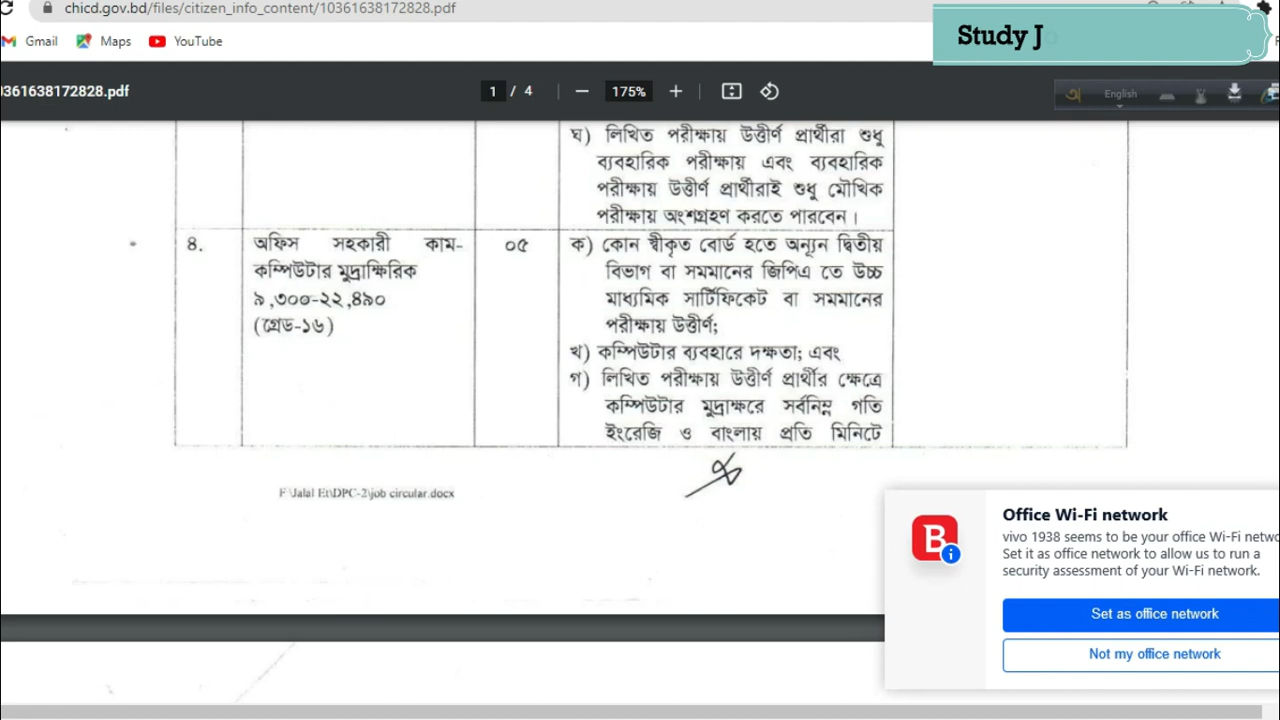 chicd.gov.bd/files/citizen_info_content/10361638172828.pdf
Study J
Gmail Maps YouTube
0361638172828.pdf
1 / 4 175%
English
ঘ) লিখিত পরীক্ষায় উত্তীর্ণ প্রার্থীরা শুধু
ব্যবহারিক পরীক্ষায় এবং ব্যবহারিক
পরীক্ষায় উত্তীর্ণ প্রার্থীরাই শুধু মৌখিক
পরীক্ষায় অংশগ্রহণ করতে পারবেন।
৪.
অফিস সহকারী কাম-
কম্পিউটার মুদ্রাক্ষিরিক
৯,৩০০-২২,৪৯০
(গ্রেড-১৬)
০৫
ক) কোন স্বীকৃত বোর্ড হতে অন্যূন দ্বিতীয়
বিভাগ বা সমমানের জিপিএ তে উচ্চ
মাধ্যমিক সার্টিফিকেট বা সমমানের
পরীক্ষায় উত্তীর্ণ;
খ) কম্পিউটার ব্যবহারে দক্ষতা; এবং
গ) লিখিত পরীক্ষায় উত্তীর্ণ প্রার্থীর ক্ষেত্রে
কম্পিউটার মুদ্রাক্ষরে সর্বনিম্ন গতি
ইংরেজি ও বাংলায় প্রতি মিনিটে
F:\Jalal Et\DPC-2\job circular.docx
Office Wi-Fi network
vivo 1938 seems to be your office Wi-Fi netwo
Set it as office network to allow us to run a
security assessment of your Wi-Fi network.
Set as office network
Not my office network